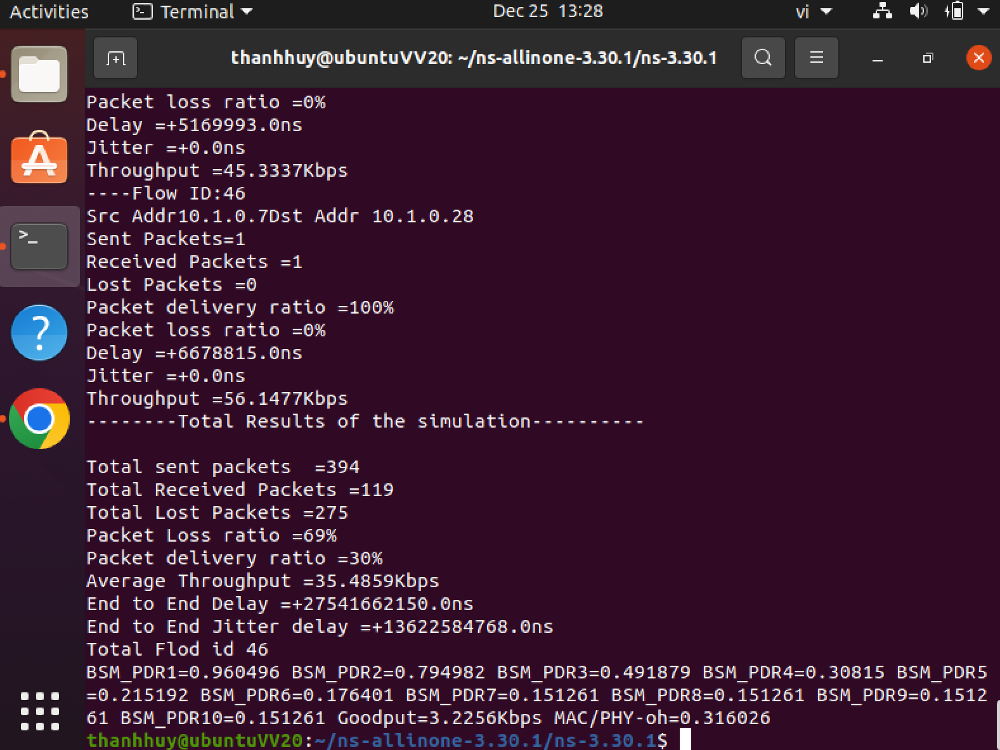 Activities
Terminal
Dec 25 13:28
vi
thanhhuy@ubuntuVV20: ~/ns-allinone-3.30.1/ns-3.30.1
Packet loss ratio =0%
Delay =+5169993.0ns
Jitter =+0.0ns
Throughput =45.3337Kbps
----Flow ID:46
Src Addr10.1.0.7Dst Addr 10.1.0.28
Sent Packets=1
Received Packets =1
Lost Packets =0
Packet delivery ratio =100%
Packet loss ratio =0%
Delay =+6678815.0ns
Jitter =+0.0ns
Throughput =56.1477Kbps
--------Total Results of the simulation----------
Total sent packets  =394
Total Received Packets =119
Total Lost Packets =275
Packet Loss ratio =69%
Packet delivery ratio =30%
Average Throughput =35.4859Kbps
End to End Delay =+27541662150.0ns
End to End Jitter delay =+13622584768.0ns
Total Flod id 46
BSM_PDR1=0.960496 BSM_PDR2=0.794982 BSM_PDR3=0.491879 BSM_PDR4=0.30815 BSM_PDR5
=0.215192 BSM_PDR6=0.176401 BSM_PDR7=0.151261 BSM_PDR8=0.151261 BSM_PDR9=0.1512
61 BSM_PDR10=0.151261 Goodput=3.2256Kbps MAC/PHY-oh=0.316026
thanhhuy@ubuntuVV20:~/ns-allinone-3.30.1/ns-3.30.1$